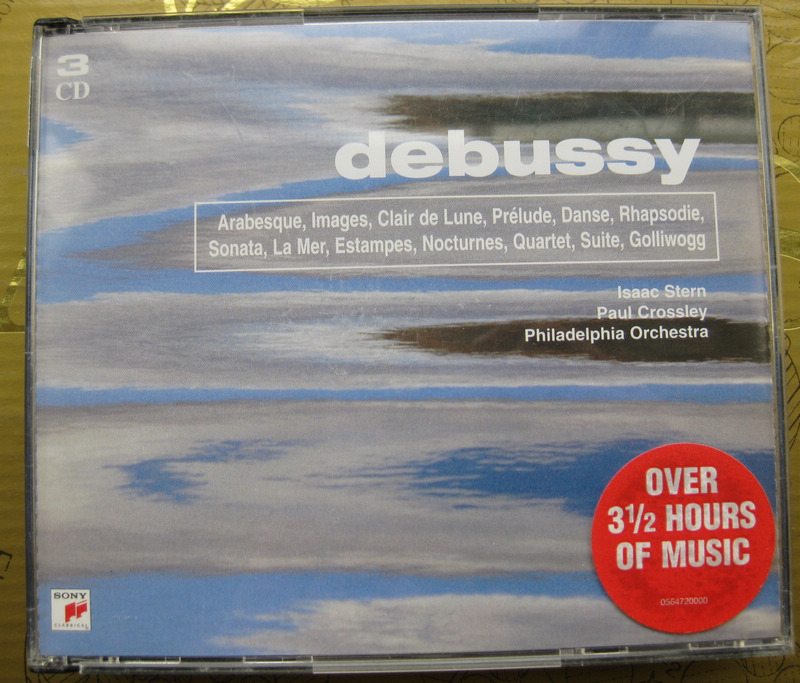 3
CD
debussy
Arabesque, Images, Clair de Lune, Prélude, Danse, Rhapsodie,
Sonata, La Mer, Estampes, Nocturnes, Quartet, Suite, Golliwogg
Isaac Stern
Paul Crossley
Philadelphia Orchestra
OVER
3½ HOURS
OF MUSIC
0564720000
SONY
CLASSICAL